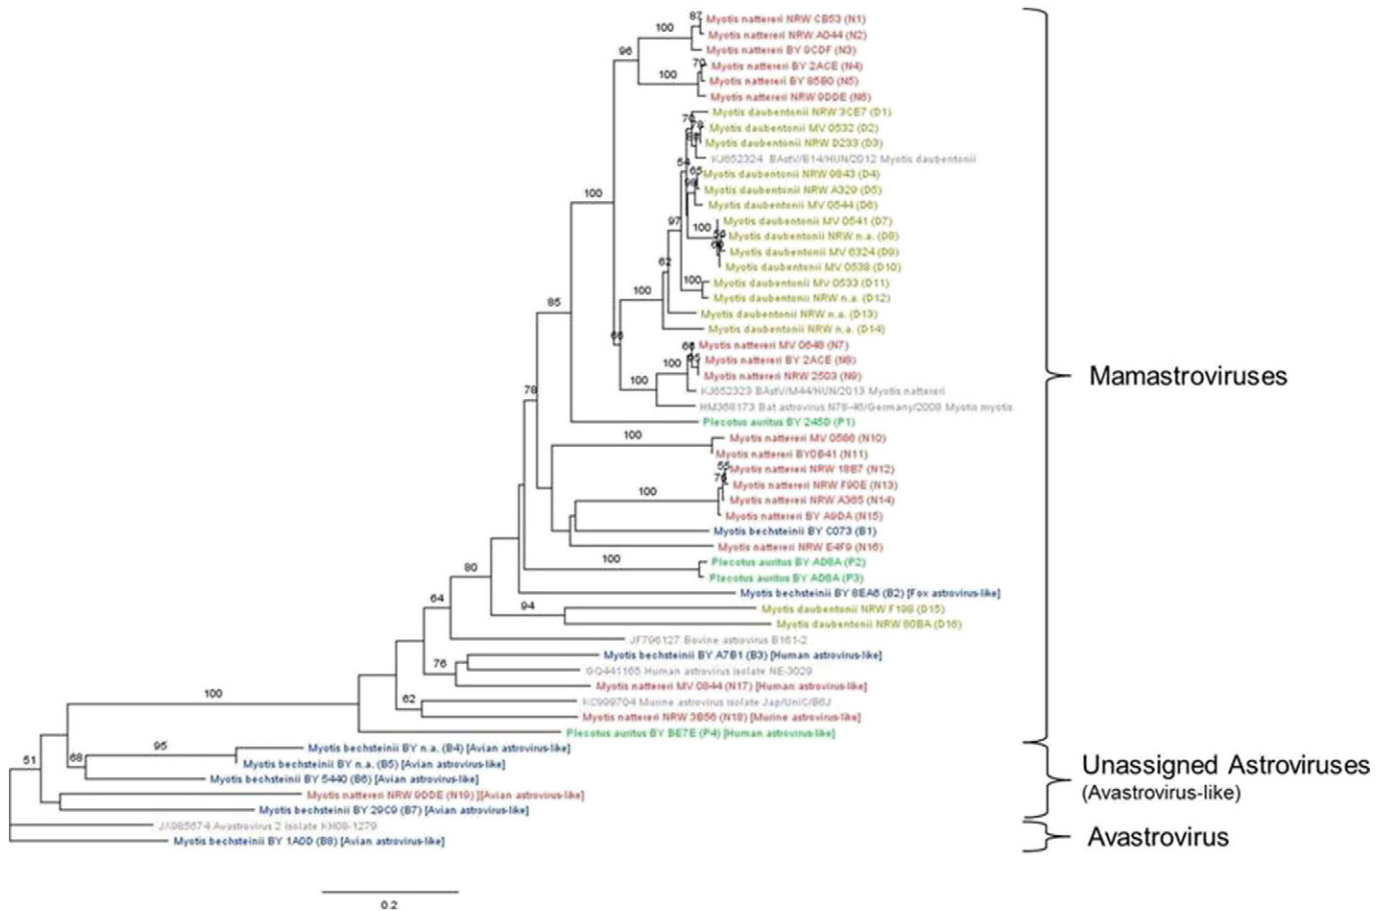 87
Myotis nattereri NRW CB53 (N1)
100
Myotis nattereri NRW AD44 (N2)
96
Myotis nattereri BY 9CDF (N3)
70
Myotis nattereri BY 2ACE (N4)
100
Myotis nattereri BY 85B0 (N5)
Myotis nattereri NRW 9DDE (N6)
Myotis daubentonii NRW 3CE7 (D1)
Myotis daubentonii MV 0532 (D2)
Myotis daubentonii NRW D233 (D3)
KJ652324 BAstV/E14/HUN/2012 Myotis daubentonii
54
Myotis daubentonii NRW 9843 (D4)
Myotis daubentonii NRW A329 (D5)
100
Myotis daubentonii MV 0544 (D6)
97
Myotis daubentonii MV 0541 (D7)
100
Myotis daubentonii NRW n.a. (D8)
Myotis daubentonii MV 6324 (D9)
62
Myotis daubentonii MV 0538 (D10)
100
Myotis daubentonii MV 0533 (D11)
100
Myotis daubentonii NRW n.a. (D12)
85
Myotis daubentonii NRW n.a. (D13)
Myotis daubentonii NRW n.a. (D14)
66
Myotis nattereri MV 0648 (N7)
100
Myotis nattereri BY 2ACE (N8)
Myotis nattereri NRW 2503 (N9)
100
Mamastroviruses
78
KJ652323 BAstV/M44/HUN/2013 Myotis nattereri
HM368173 Bat astrovirus N78-49/Germany/2008 Myotis myotis
Plecotus auritus BY 245D (P1)
100
Myotis nattereri MV 0586 (N10)
Myotis nattereri BY0B41 (N11)
55
Myotis nattereri NRW 18B7 (N12)
76
Myotis nattereri NRW F90E (N13)
100
Myotis nattereri NRW A365 (N14)
Myotis nattereri BY A9DA (N15)
Myotis bechsteinii BY C073 (B1)
Myotis nattereri NRW E4F9 (N16)
100
Plecotus auritus BY AD8A (P2)
80
Plecotus auritus BY AD8A (P3)
Myotis bechsteinii BY 8EA6 (B2) [Fox astrovirus-like]
64
94
Myotis daubentonii NRW F198 (D15)
Myotis daubentonii NRW 80BA (D16)
JF796127 Bovine astrovirus B161-2
Myotis bechsteinii BY A7B1 (B3) [Human astrovirus-like]
76
GQ441165 Human astrovirus isolate NE-3029
Myotis nattereri MV 0944 (N17) [Human astrovirus-like]
100
62
KC999704 Murine astrovirus isolate Jap/UniC/B6J
Myotis nattereri NRW 3B56 (N18) [Murine astrovirus-like]
Plecotus auritus BY BE7E (P4) [Human astrovirus-like]
95
Myotis bechsteinii BY n.a. (B4) [Avian astrovirus-like]
51
68
Myotis bechsteinii BY n.a. (B5) [Avian astrovirus-like]
Unassigned Astroviruses
Myotis bechsteinii BY 5440 (B6) [Avian astrovirus-like]
(Avastrovirus-like)
Myotis nattereri NRW 9DDE (N19) ][Avian astrovirus-like]
Myotis bechsteinii BY 29C9 (B7) [Avian astrovirus-like]
Avastrovirus 2 isolate
Avastrovirus
Myotis bechsteinii BY 1A0D (B8) [Avian astrovirus-like]
0.2